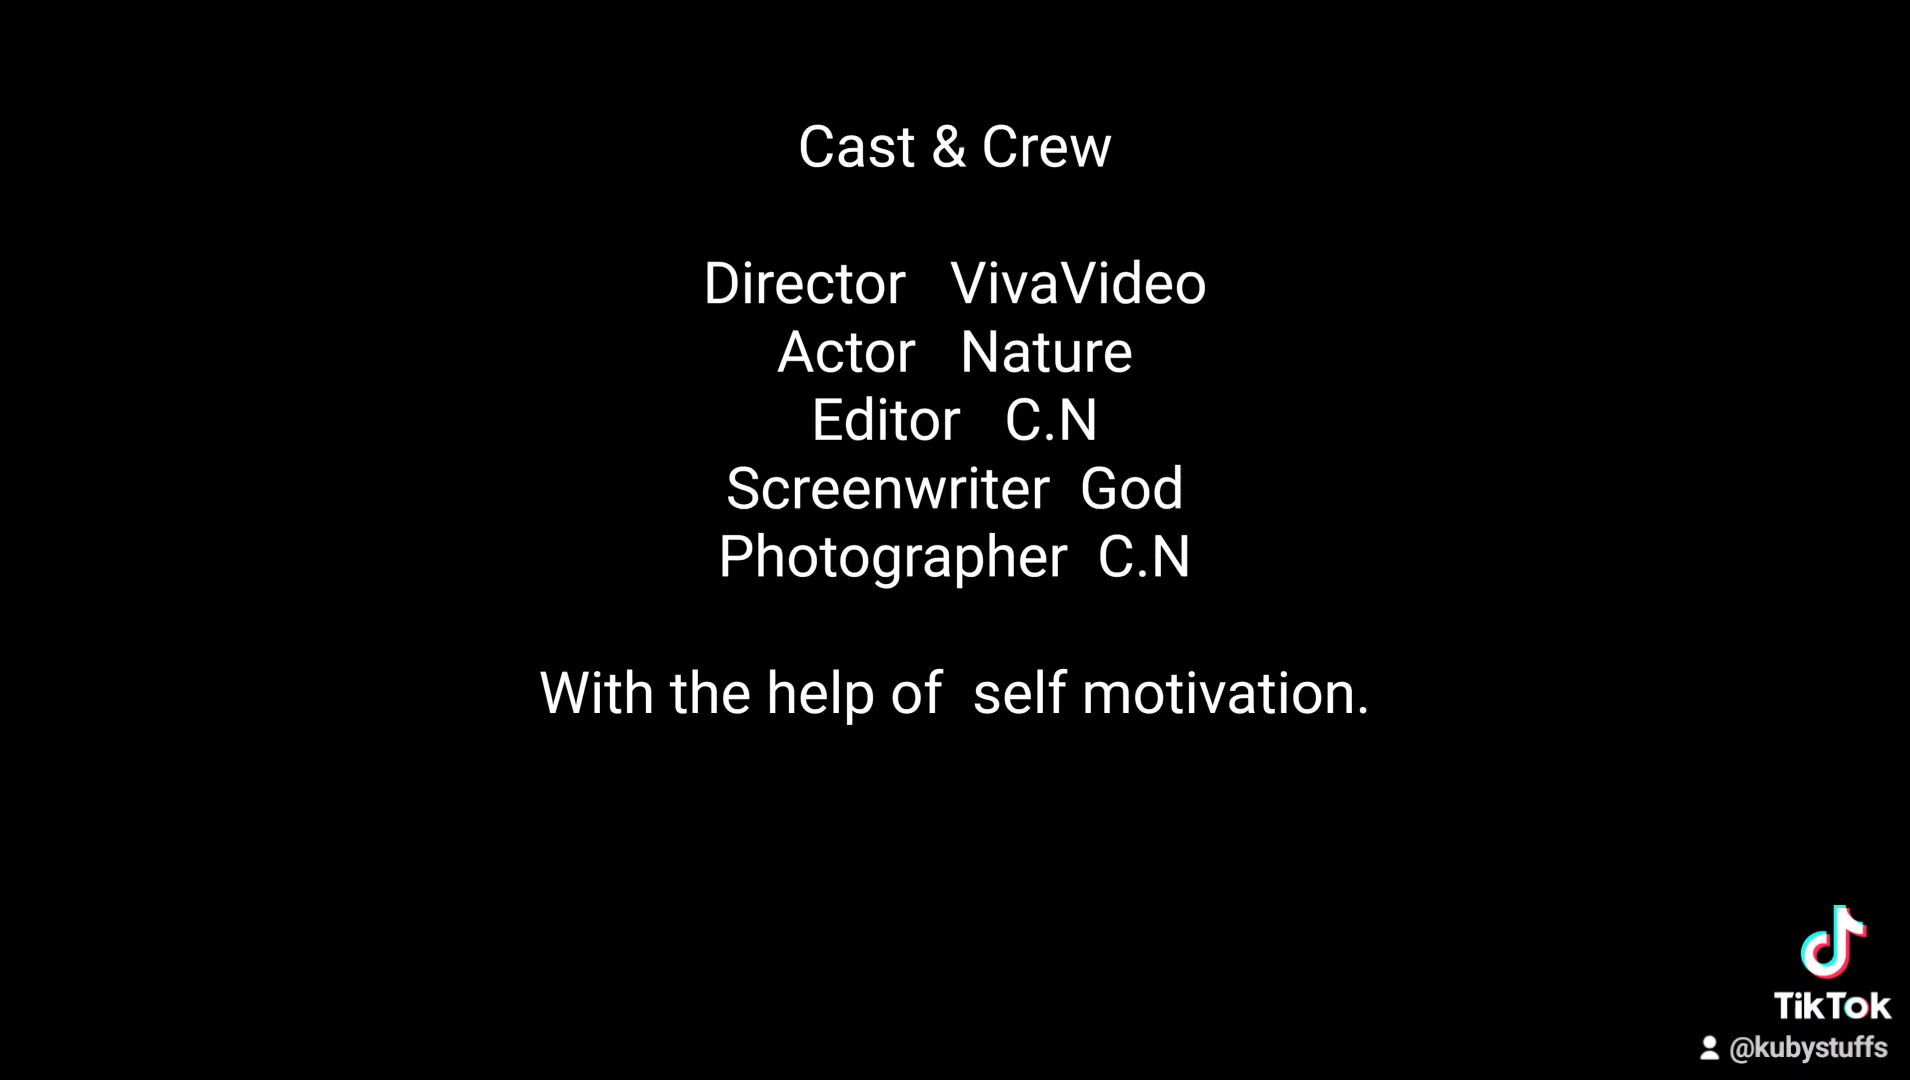 Cast & Crew
Director   VivaVideo
Actor   Nature
Editor   C.N
Screenwriter  God
Photographer  C.N
With the help of  self motivation.
TikTok
@kubystuffs